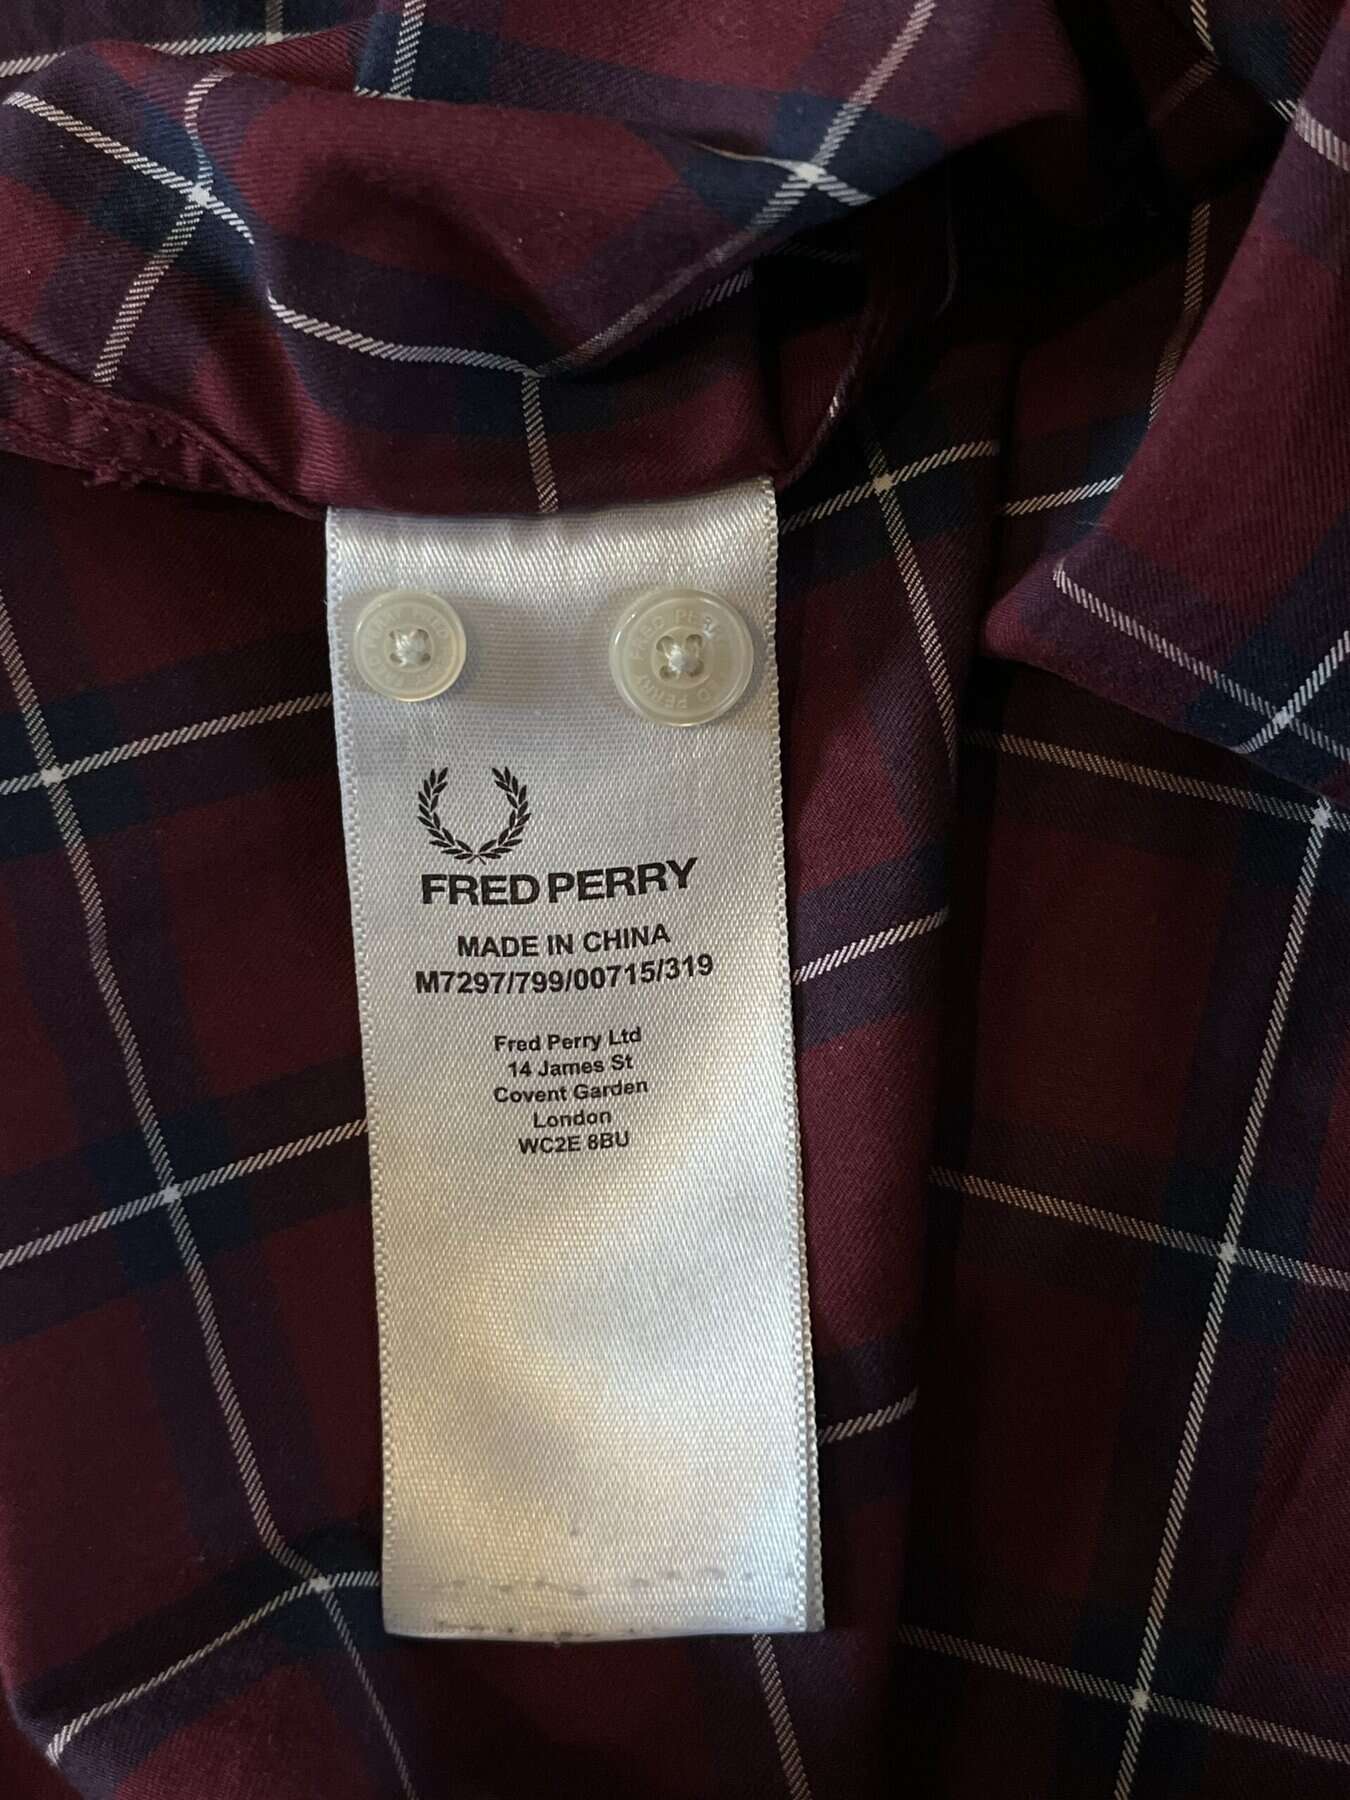 FRED PERRY
MADE IN CHINA
M7297/799/00715/319
Fred Perry Ltd
14 James St
Covent Garden
London
WC2E 8BU